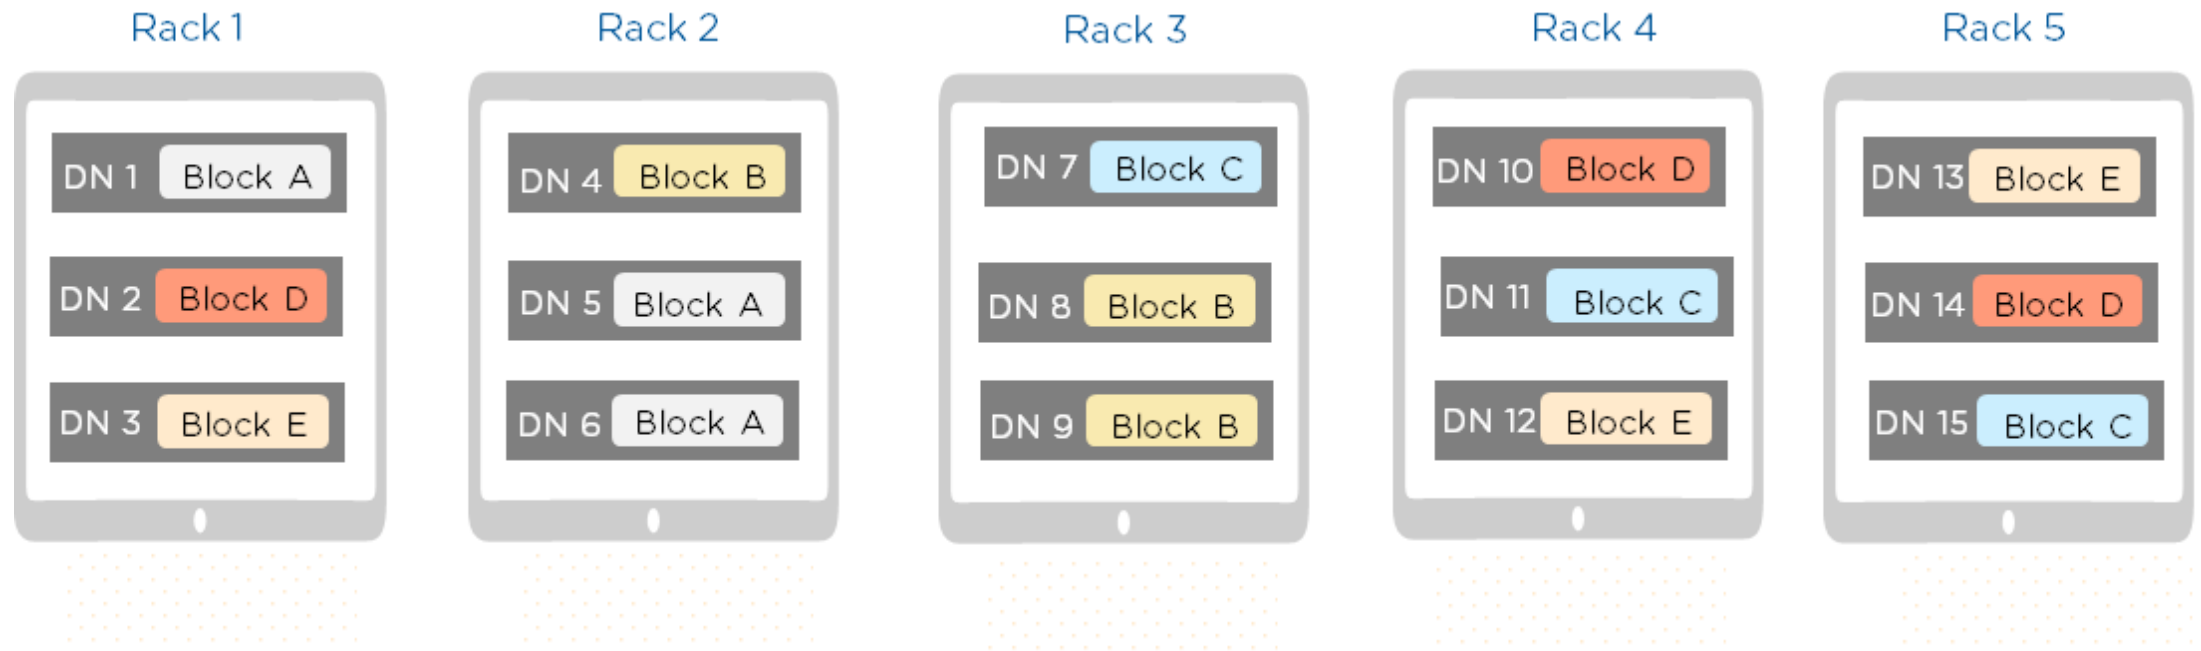 Rack 1
DN 1 Block A
DN 2 Block D
DN 3 Block E
Rack 2
DN 4 Block B
DN 5 Block A
DN 6 Block A
Rack 3
DN 7 Block C
DN 8 Block B
DN 9 Block B
Rack 4
DN 10 Block D
DN 11 Block C
DN 12 Block E
Rack 5
DN 13 Block E
DN 14 Block D
DN 15 Block C